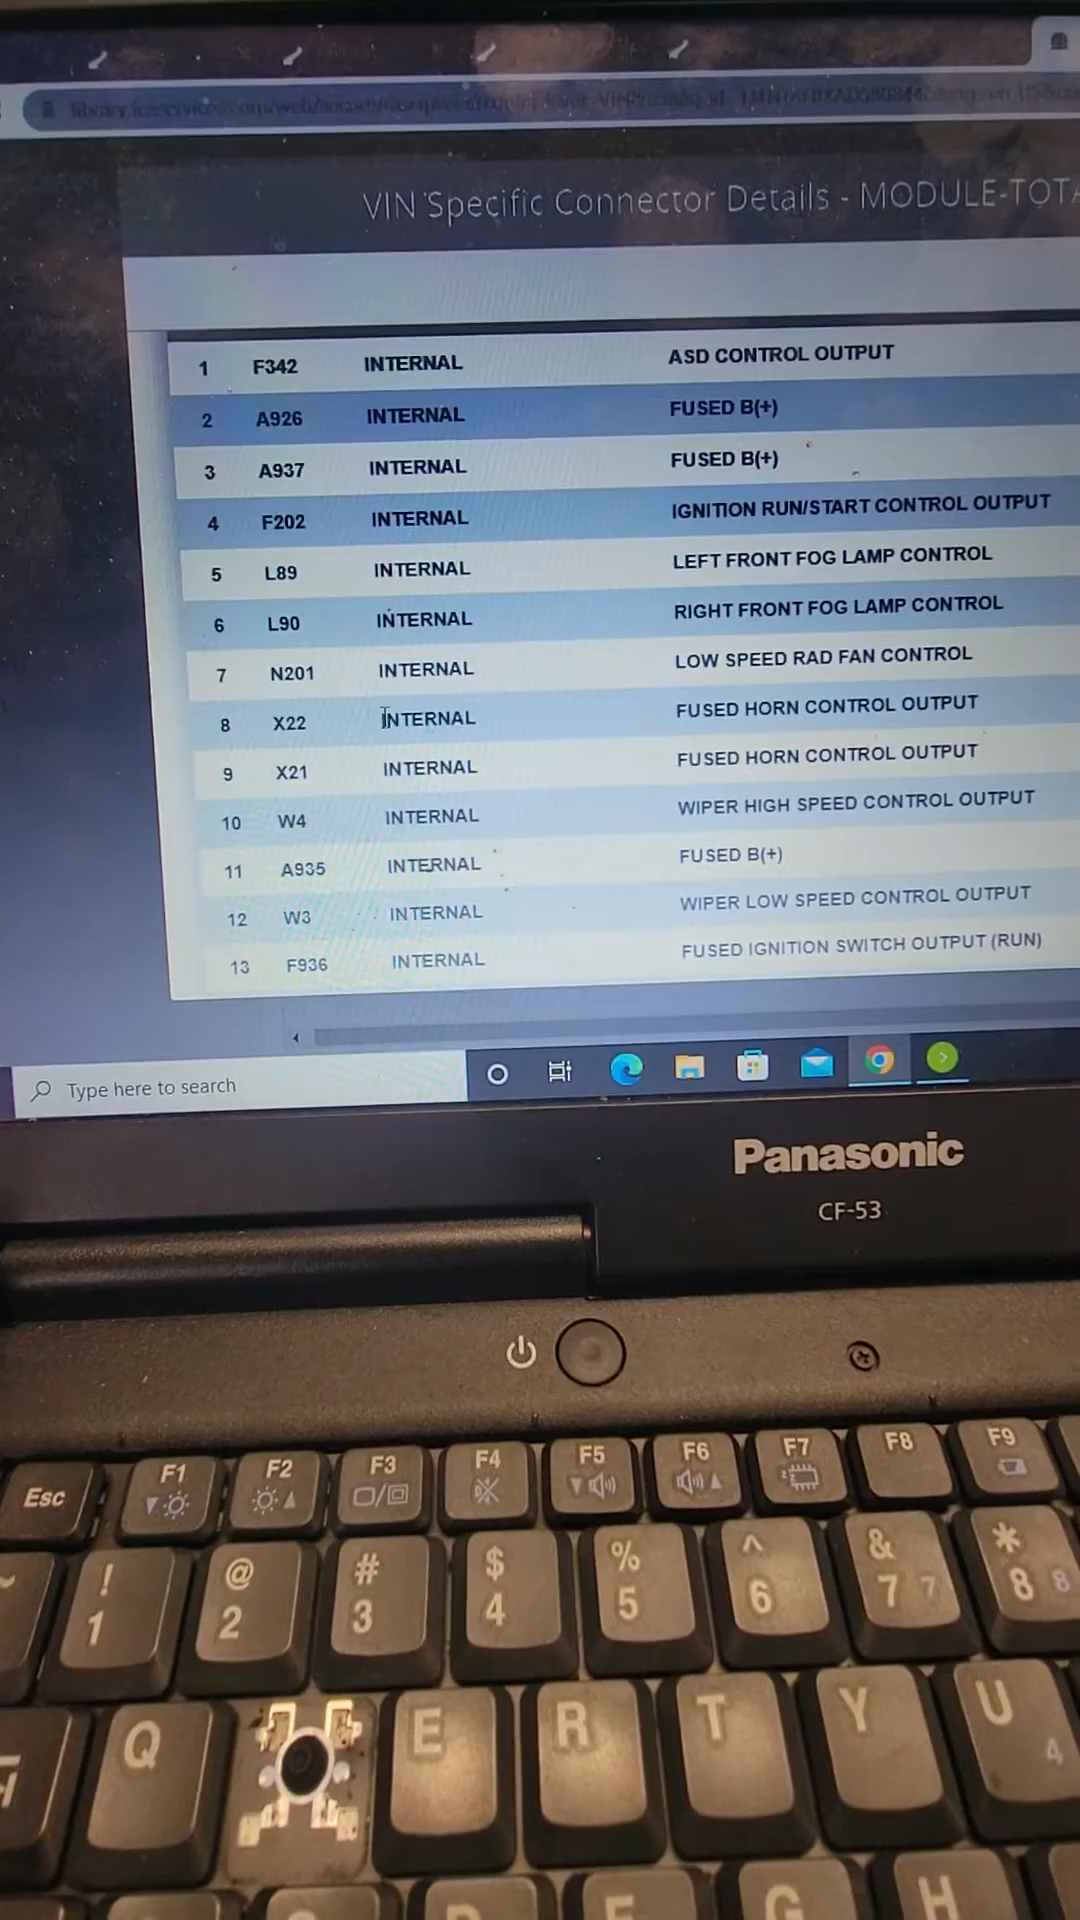 VIN Specific Connector Details - MODULE-TOTA
1 F342 INTERNAL ASD CONTROL OUTPUT
2 A926 INTERNAL FUSED B(+)
3 A937 INTERNAL FUSED B(+)
4 F202 INTERNAL IGNITION RUN/START CONTROL OUTPUT
5 L89 INTERNAL LEFT FRONT FOG LAMP CONTROL
6 L90 INTERNAL RIGHT FRONT FOG LAMP CONTROL
7 N201 INTERNAL LOW SPEED RAD FAN CONTROL
8 X22 INTERNAL FUSED HORN CONTROL OUTPUT
9 X21 INTERNAL FUSED HORN CONTROL OUTPUT
10 W4 INTERNAL WIPER HIGH SPEED CONTROL OUTPUT
11 A935 INTERNAL FUSED B(+)
12 W3 INTERNAL WIPER LOW SPEED CONTROL OUTPUT
13 F936 INTERNAL FUSED IGNITION SWITCH OUTPUT (RUN)
Type here to search
Panasonic
CF-53
Esc F1 F2 F3 F4 F5 F6 F7 F8 F9
! @ # $ % ^ & *
1 2 3 4 5 6 7 7 8 8
Q E R T Y U 4
G H